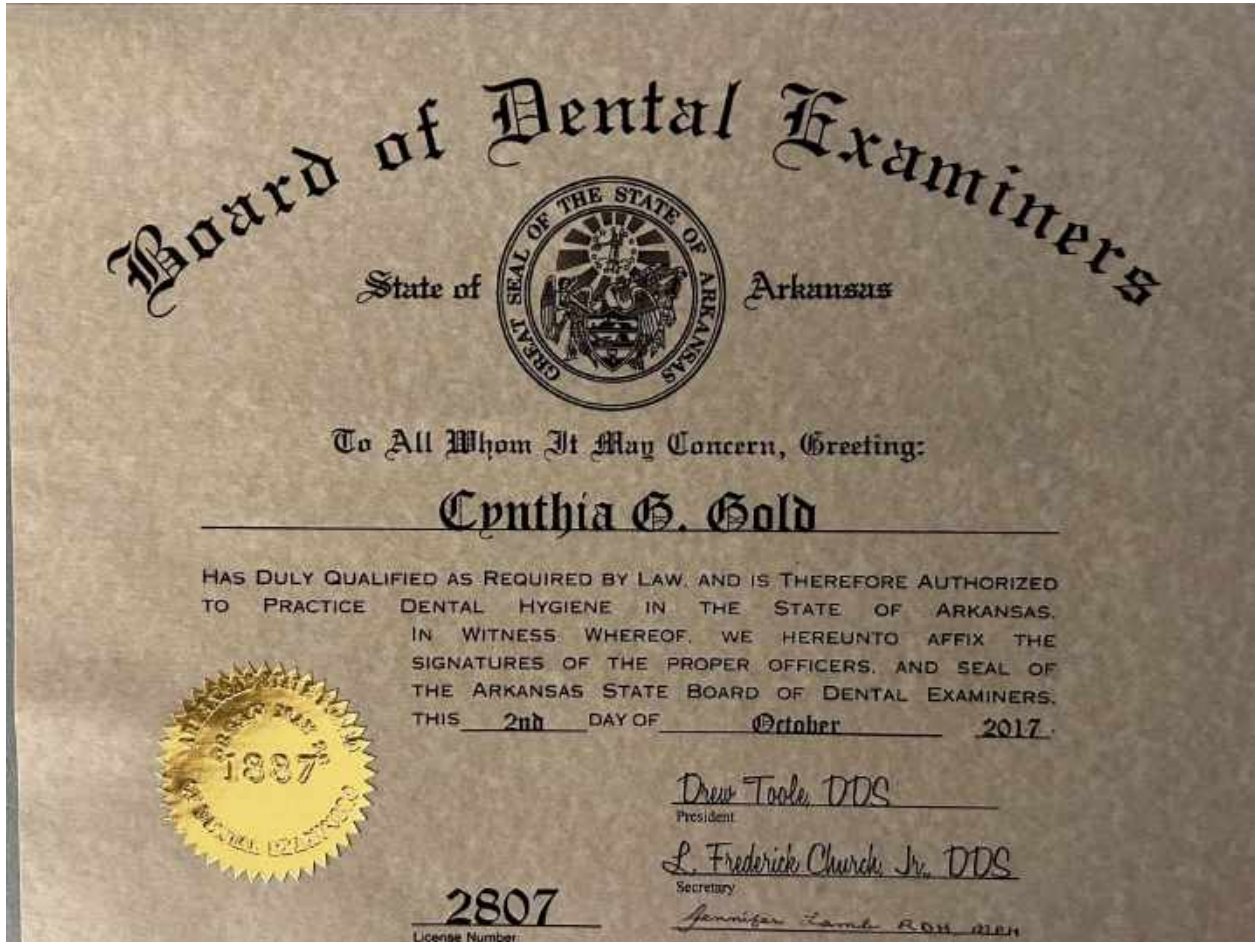 Board of Dental Examiners
State of
GREAT SEAL OF THE STATE OF ARKANSAS
Arkansas
To All Whom It May Concern, Greeting:
Cynthia G. Gold
HAS DULY QUALIFIED AS REQUIRED BY LAW, AND IS THEREFORE AUTHORIZED
TO PRACTICE DENTAL HYGIENE IN THE STATE OF ARKANSAS.
IN WITNESS WHEREOF, WE HEREUNTO AFFIX THE
SIGNATURES OF THE PROPER OFFICERS, AND SEAL OF
THE ARKANSAS STATE BOARD OF DENTAL EXAMINERS,
THIS 2nd DAY OF October 2017.
1887
Drew Toole, DDS
President
L. Frederick Church, Jr., DDS
Secretary
2807
License Number
Jennifer Lamb RDH, MPH